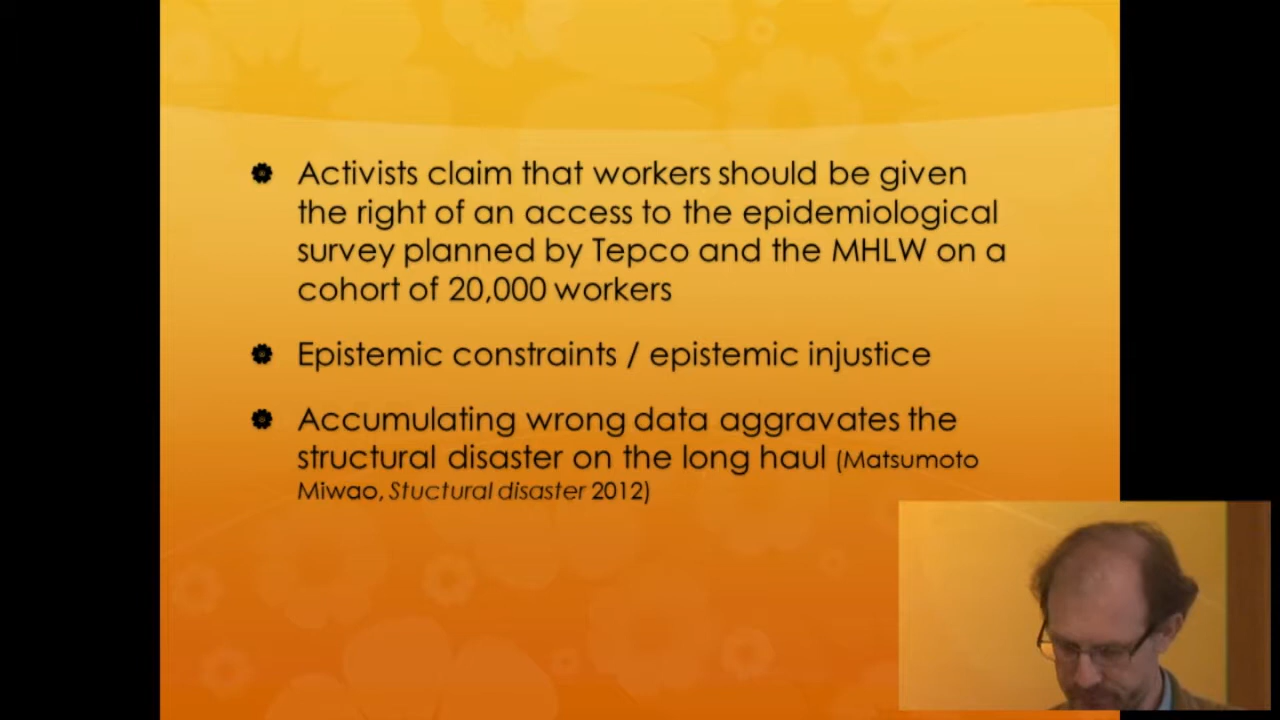 Activists claim that workers should be given
the right of an access to the epidemiological
survey planned by Tepco and the MHLW on a
cohort of 20,000 workers
Epistemic constraints / epistemic injustice
Accumulating wrong data aggravates the
structural disaster on the long haul (Matsumoto
Miwao, Stuctural disaster 2012)